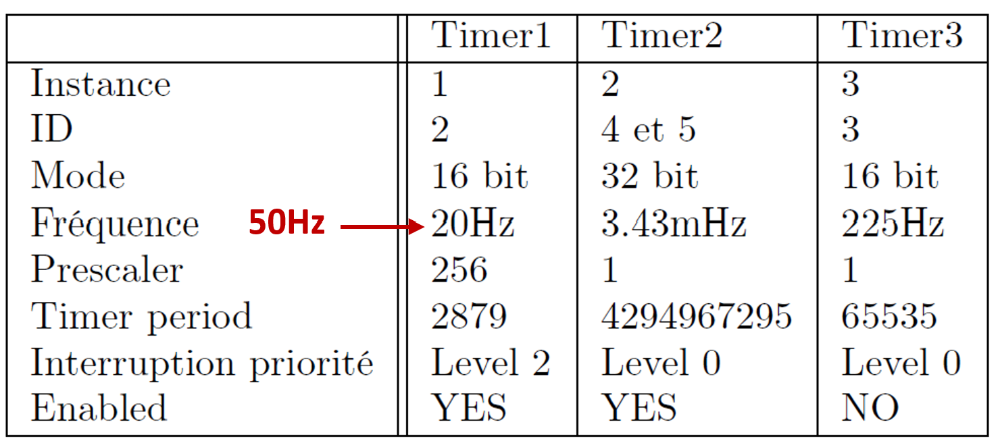 Timer1 Timer2 Timer3
Instance 1 2 3
ID 2 4 et 5 3
Mode 16 bit 32 bit 16 bit
Fréquence 50Hz 20Hz 3.43mHz 225Hz
Prescaler 256 1 1
Timer period 2879 4294967295 65535
Interruption priorité Level 2 Level 0 Level 0
Enabled YES YES NO